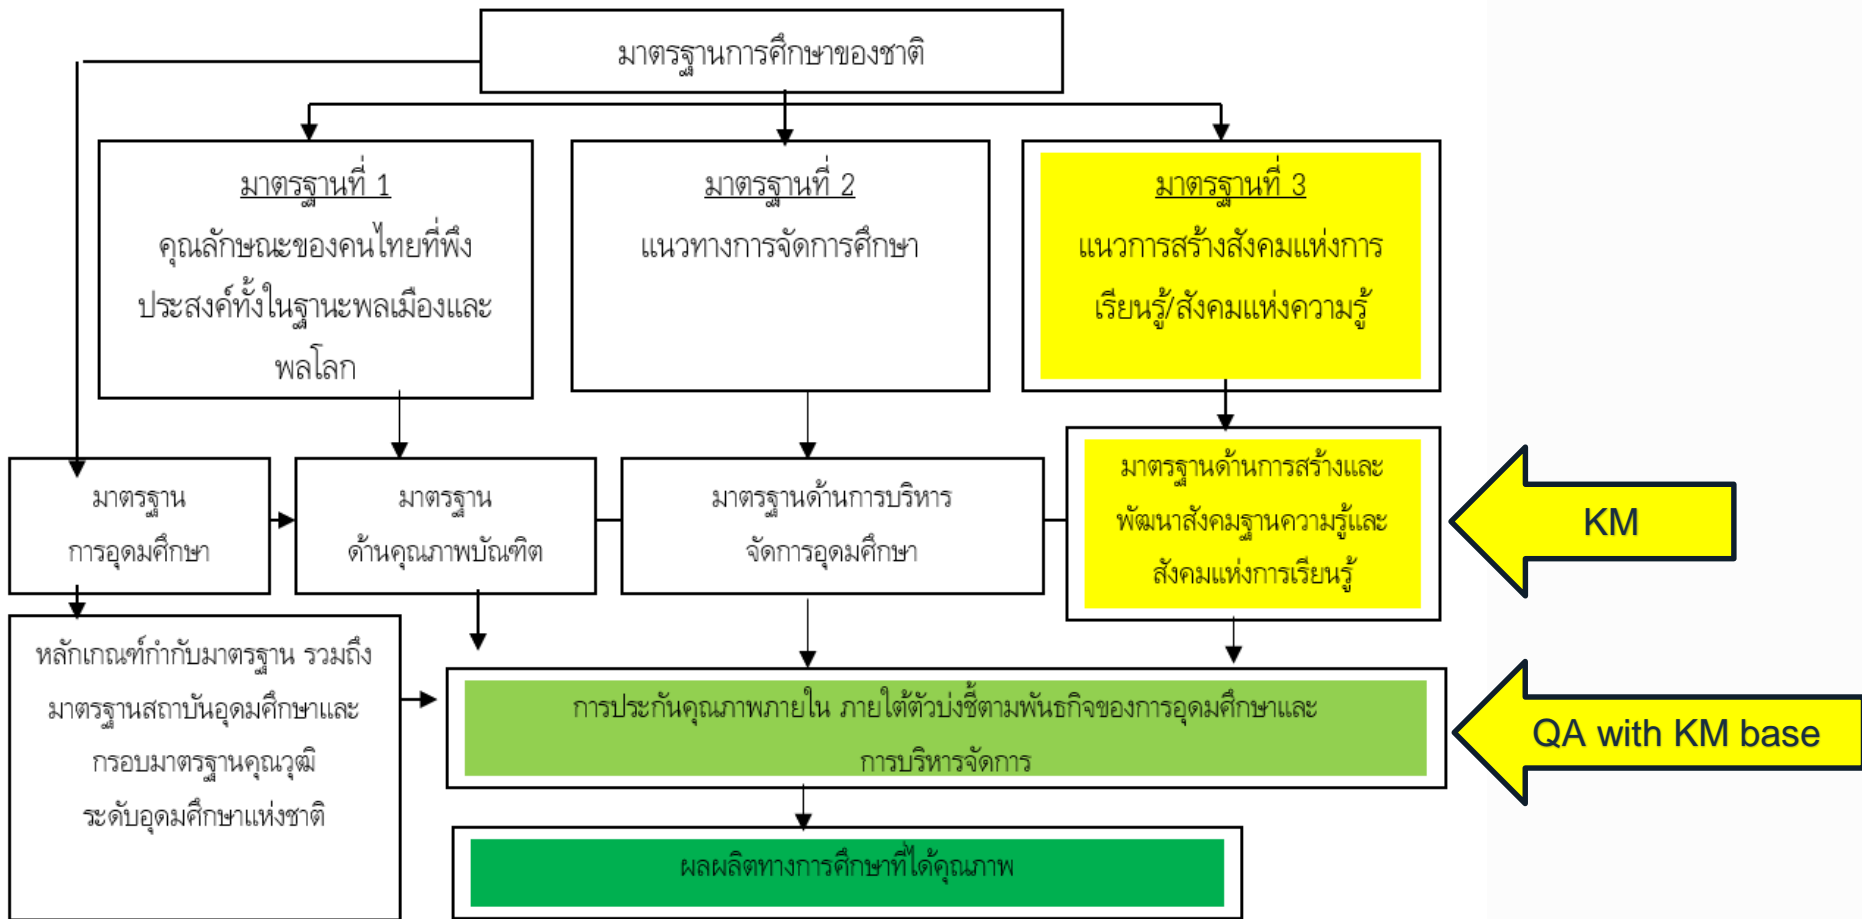 มาตรฐานการศึกษาของชาติ
มาตรฐานที่ 1
คุณลักษณะของคนไทยที่พึง
ประสงค์ทั้งในฐานะพลเมืองและ
พลโลก
มาตรฐานที่ 2
แนวทางการจัดการศึกษา
มาตรฐานที่ 3
แนวการสร้างสังคมแห่งการ
เรียนรู้/สังคมแห่งความรู้
มาตรฐาน
การอุดมศึกษา
มาตรฐาน
ด้านคุณภาพบัณฑิต
มาตรฐานด้านการบริหาร
จัดการอุดมศึกษา
มาตรฐานด้านการสร้างและ
พัฒนาสังคมฐานความรู้และ
สังคมแห่งการเรียนรู้
KM
หลักเกณฑ์กำกับมาตรฐาน รวมถึง
มาตรฐานสถาบันอุดมศึกษาและ
กรอบมาตรฐานคุณวุฒิ
ระดับอุดมศึกษาแห่งชาติ
การประกันคุณภาพภายใน ภายใต้ตัวบ่งชี้ตามพันธกิจของการอุดมศึกษาและ
การบริหารจัดการ
QA with KM base
ผลผลิตทางการศึกษาที่ได้คุณภาพ